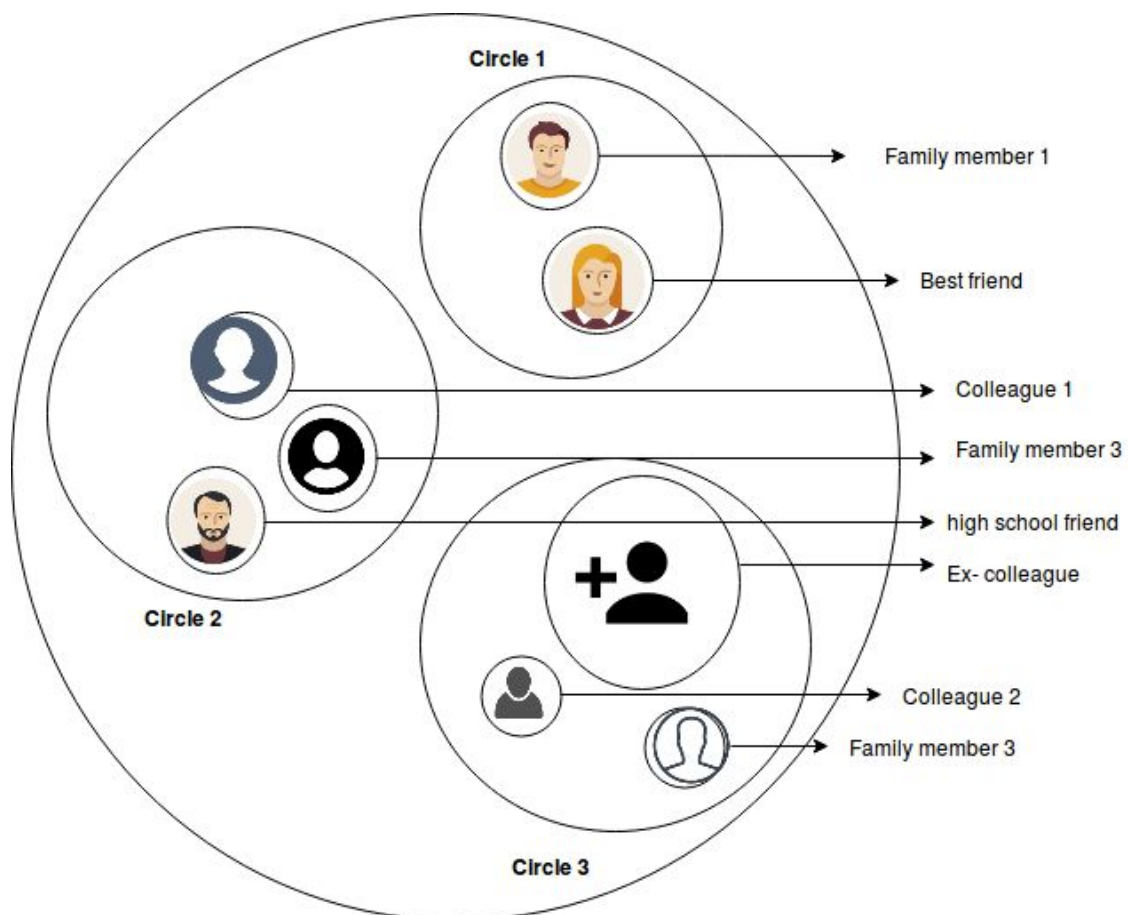 Circle 1
Family member 1
Best friend
Colleague 1
Family member 3
high school friend
Ex- colleague
Circle 2
Colleague 2
Family member 3
Circle 3